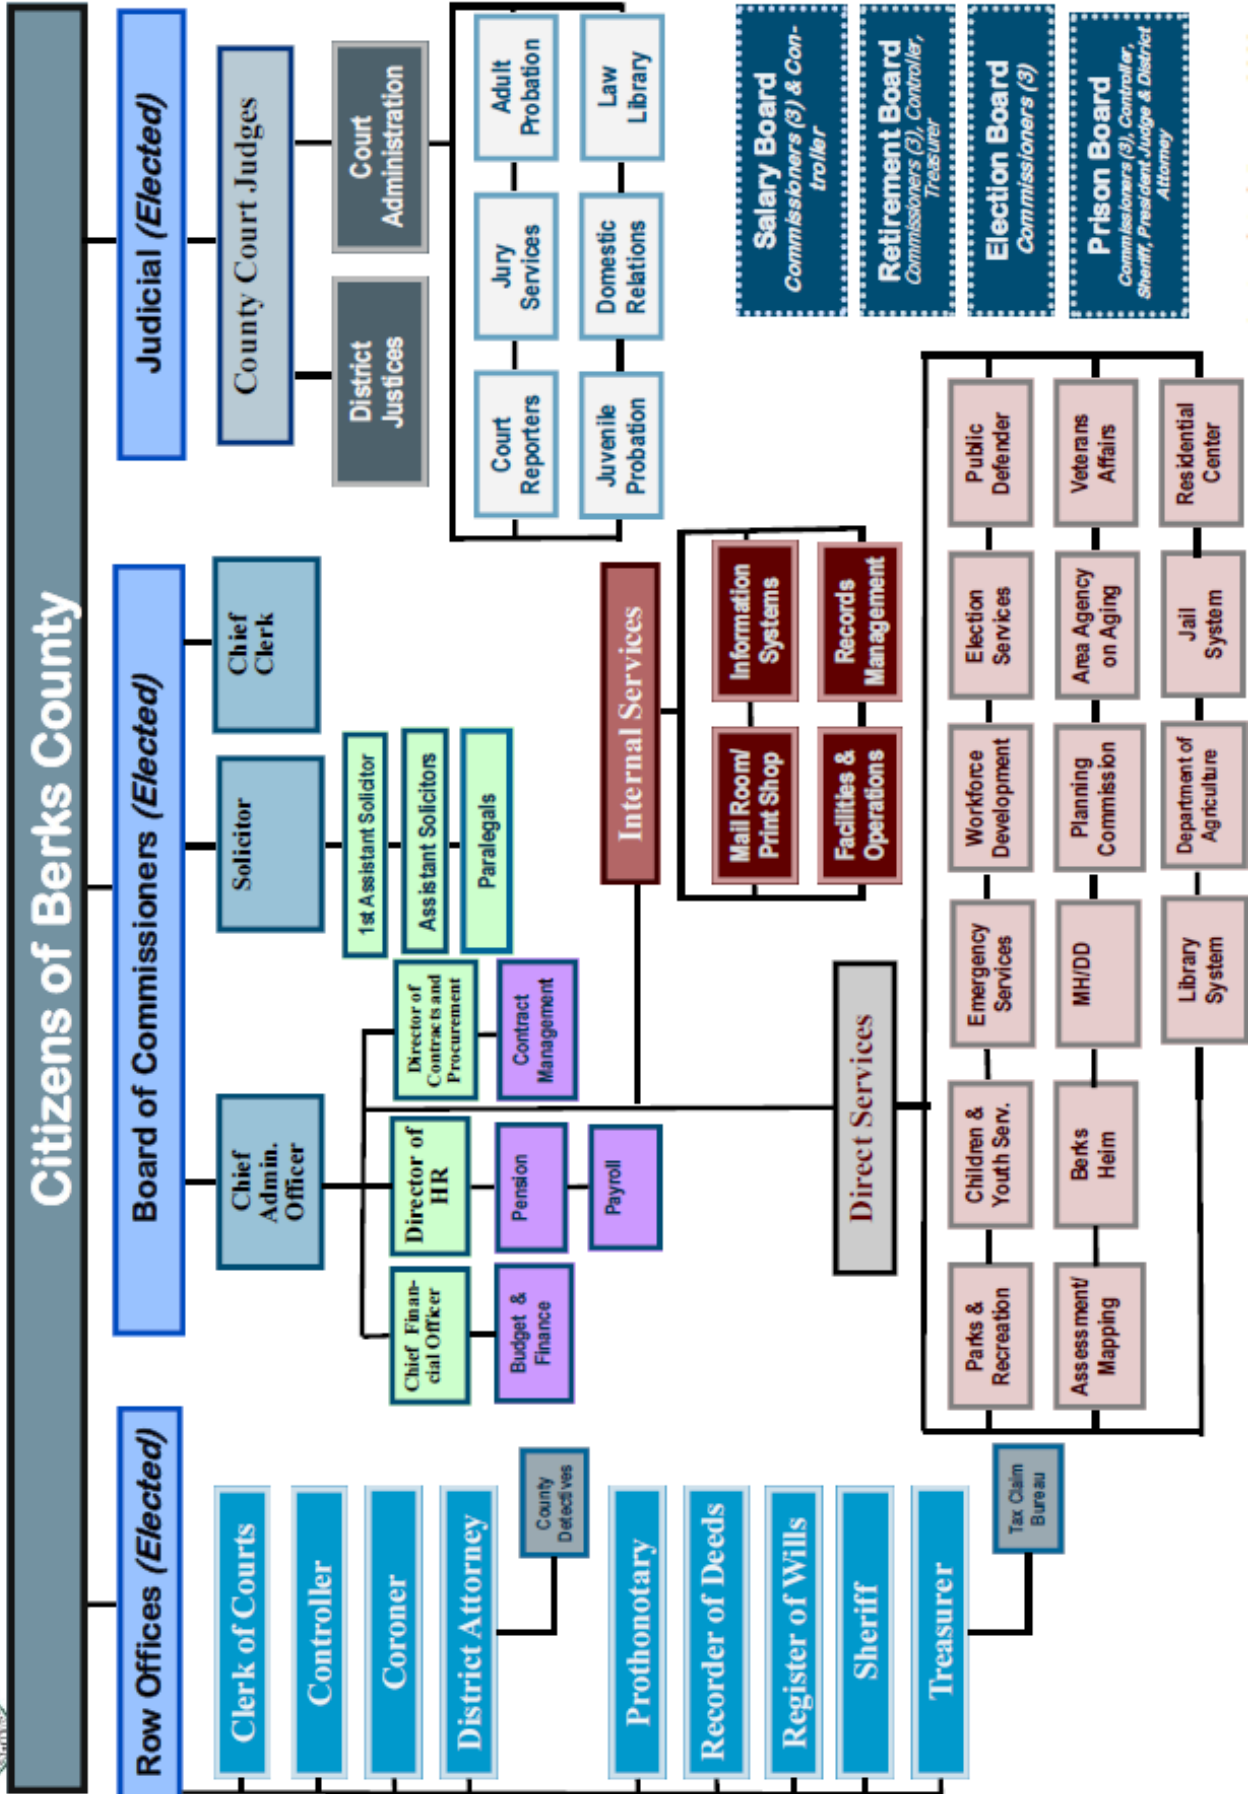 Citizens of Berks County
Row Offices (Elected)
Clerk of Courts
Controller
Coroner
District Attorney
County
Detectives
Prothonotary
Recorder of Deeds
Register of Wills
Sheriff
Treasurer
Tax Claim
Bureau
Board of Commissioners (Elected)
Chief
Admin.
Officer
Solicitor
Chief
Clerk
1st Assistant Solicitor
Assistant Solicitors
Paralegals
Chief Finan-
cial Officer
Director of
HR
Director of
Contracts and
Procurement
Budget &
Finance
Pension
Contract
Management
Payroll
Internal Services
Mail Room/
Print Shop
Information
Systems
Facilities &
Operations
Records
Management
Direct Services
Parks &
Recreation
Children &
Youth Serv.
Emergency
Services
Workforce
Development
Election
Services
Public
Defender
Assessment/
Mapping
Berks
Heim
MH/DD
Planning
Commission
Area Agency
on Aging
Veterans
Affairs
Library
System
Department of
Agriculture
Jail
System
Residential
Center
Judicial (Elected)
County Court Judges
District
Justices
Court
Administration
Court
Reporters
Jury
Services
Adult
Probation
Juvenile
Probation
Domestic
Relations
Law
Library
Salary Board
Commissioners (3) & Con-
troller
Retirement Board
Commissioners (3), Controller,
Treasurer
Election Board
Commissioners (3)
Prison Board
Commissioners (3), Controller,
Sheriff, President Judge & District
Attorney